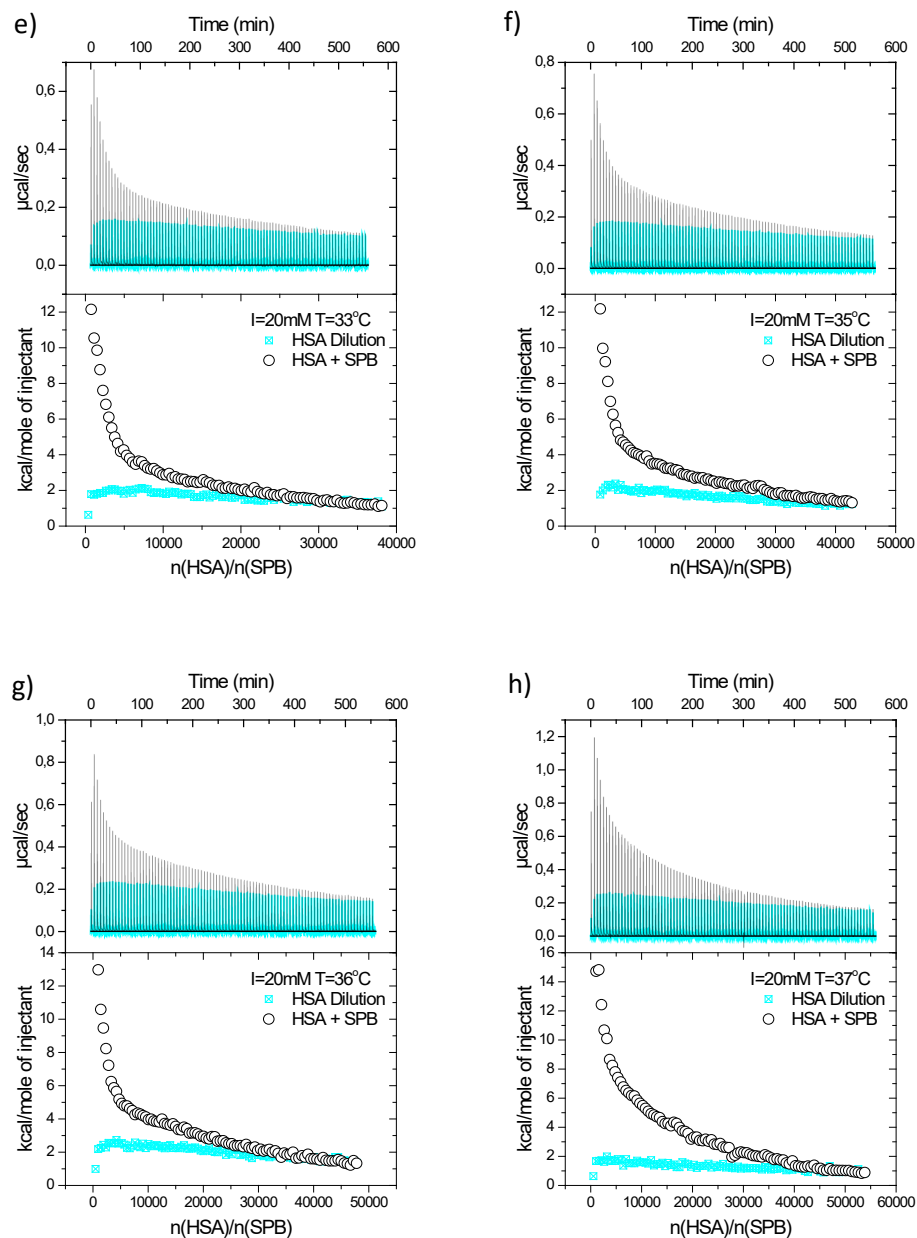 e)
Time (min)
0 100 200 300 400 500 600
0,6
0,4
0,2
0,0
µcal/sec
12
10
8
6
4
2
0
kcal/mole of injectant
I=20mM T=33°C
HSA Dilution
HSA + SPB
0 10000 20000 30000 40000
n(HSA)/n(SPB)
f)
Time (min)
0 100 200 300 400 500 600
0,8
0,6
0,4
0,2
0,0
µcal/sec
12
10
8
6
4
2
0
kcal/mole of injectant
I=20mM T=35°C
HSA Dilution
HSA + SPB
0 10000 20000 30000 40000 50000
n(HSA)/n(SPB)
g)
Time (min)
0 100 200 300 400 500 600
1,0
0,8
0,6
0,4
0,2
0,0
µcal/sec
14
12
10
8
6
4
2
0
kcal/mole of injectant
I=20mM T=36°C
HSA Dilution
HSA + SPB
0 10000 20000 30000 40000 50000
n(HSA)/n(SPB)
h)
Time (min)
0 100 200 300 400 500 600
1,2
1,0
0,8
0,6
0,4
0,2
0,0
µcal/sec
16
14
12
10
8
6
4
2
0
kcal/mole of injectant
I=20mM T=37°C
HSA Dilution
HSA + SPB
0 10000 20000 30000 40000 50000 60000
n(HSA)/n(SPB)